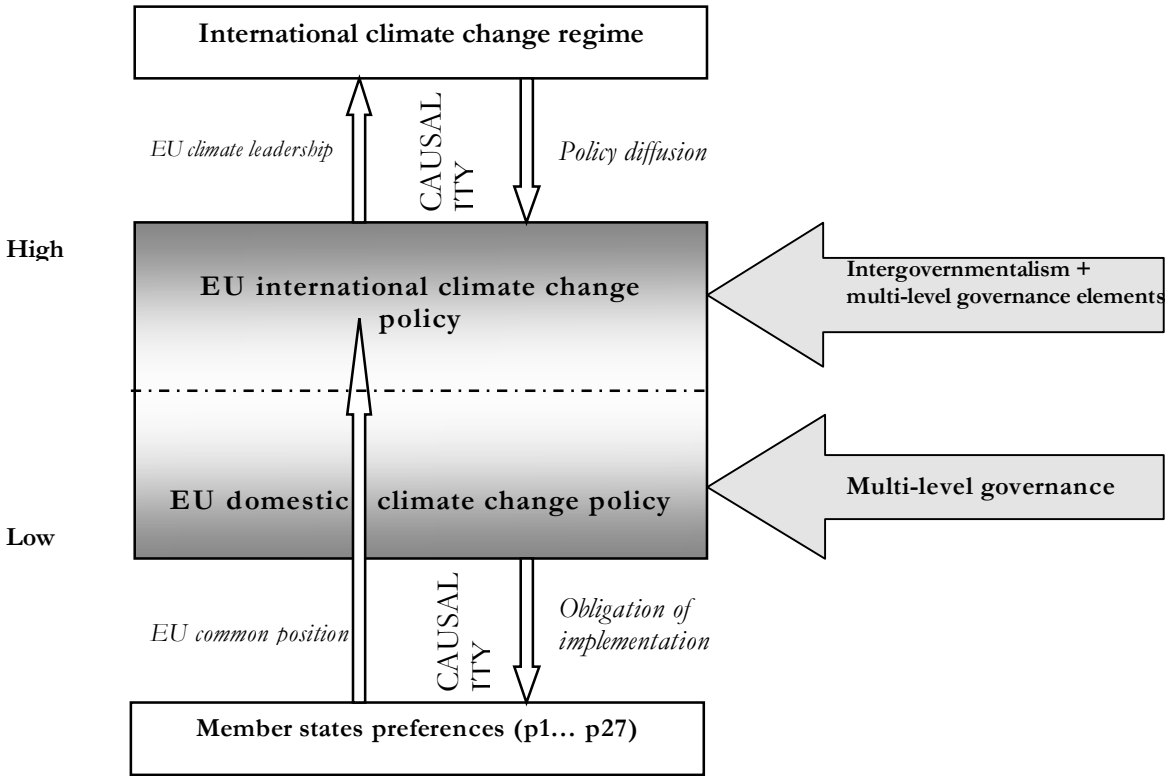 International climate change regime
EU climate leadership
CAUSAL
ITY
Policy diffusion
High
EU international climate change
policy
Intergovernmentalism +
multi-level governance elements
EU domestic climate change policy
Multi-level governance
Low
EU common position
CAUSAL
ITY
Obligation of
implementation
Member states preferences (p1... p27)